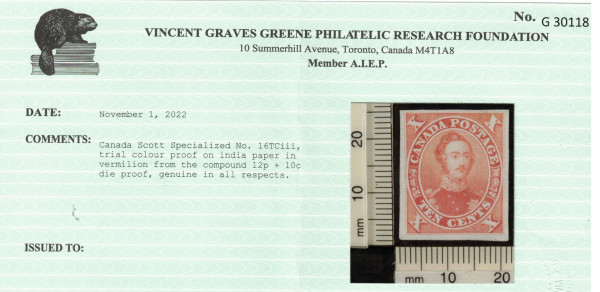 No. G 30118
VINCENT GRAVES GREENE PHILATELIC RESEARCH FOUNDATION
10 Summerhill Avenue, Toronto, Canada M4T1A8
Member A.I.E.P.
DATE: November 1, 2022
COMMENTS: Canada Scott Specialized No. 16TCiii,
trial colour proof on india paper in
vermilion from the compound 12p + 10c
die proof, genuine in all respects.
ISSUED TO:
CANADA POSTAGE
TEN CENTS
X X
X X
mm 10 20
mm 10 20